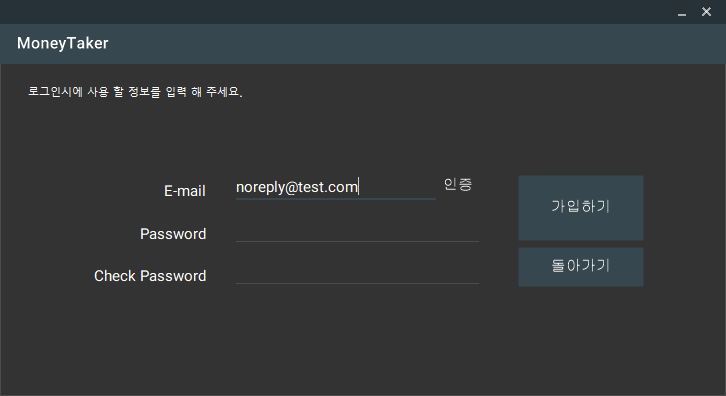 MoneyTaker
로그인시에 사용 할 정보를 입력 해 주세요.
E-mail noreply@test.com 인증
Password
Check Password
가입하기
돌아가기